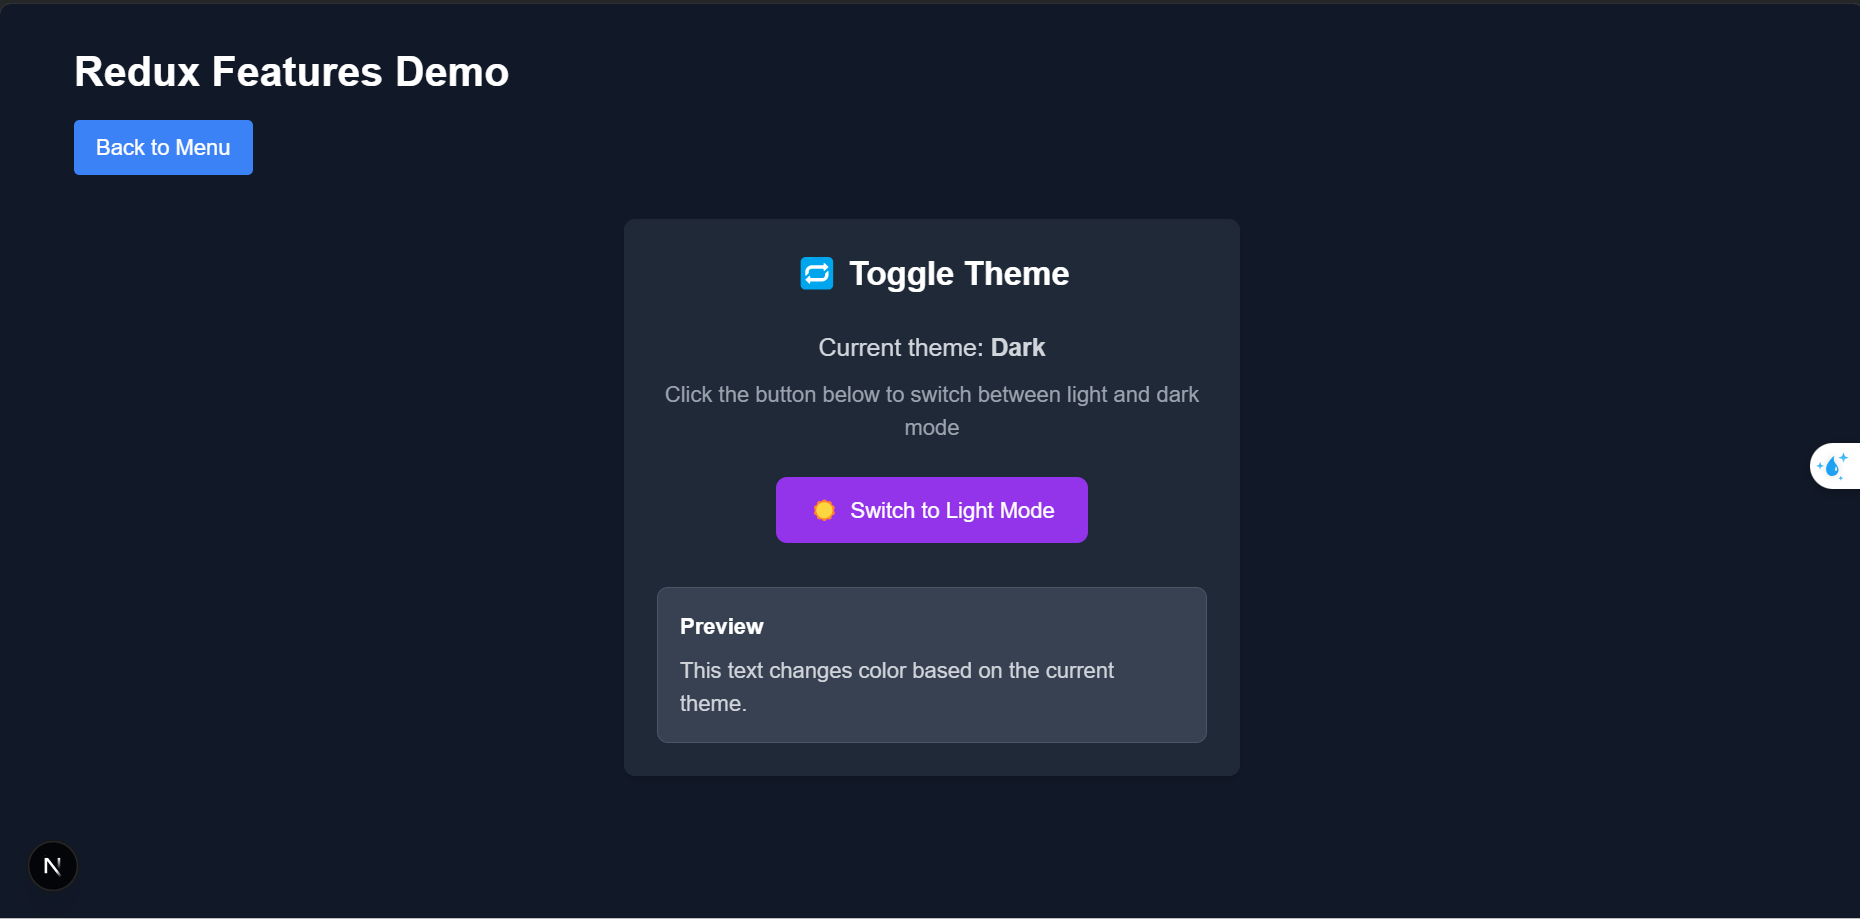 Redux Features Demo
Back to Menu
Toggle Theme
Current theme: Dark
Click the button below to switch between light and dark
mode
Switch to Light Mode
Preview
This text changes color based on the current
theme.
N